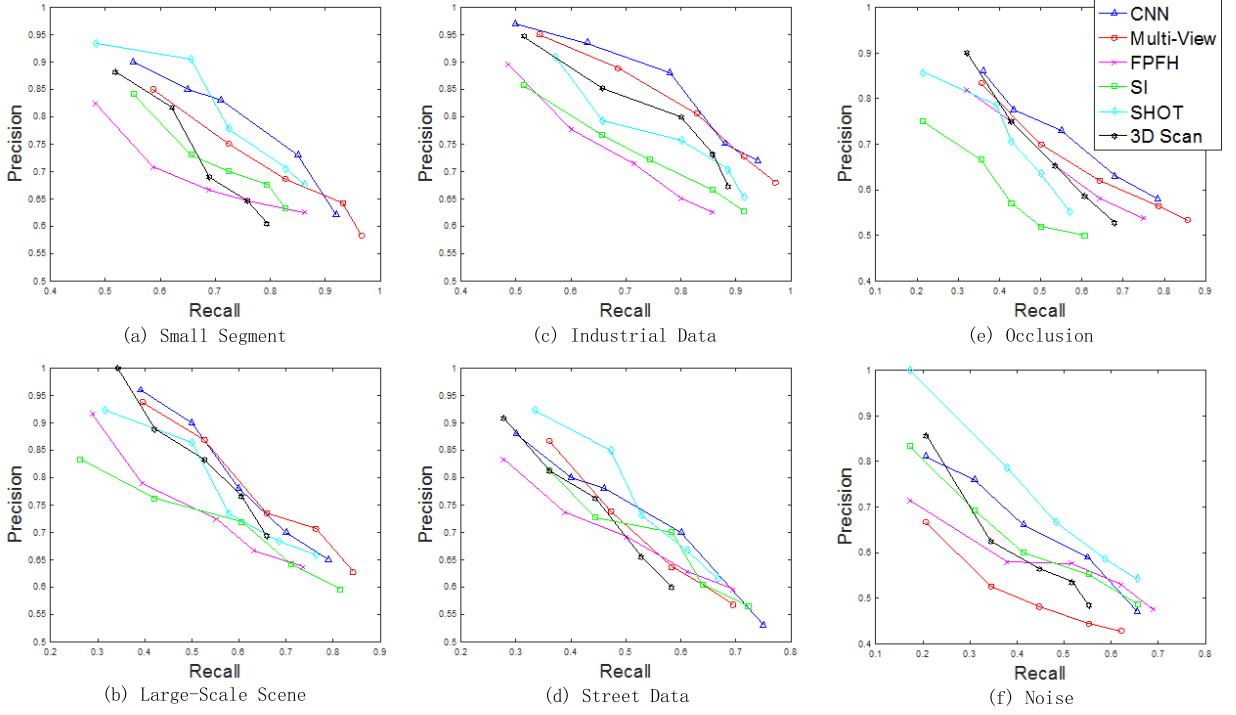 1
0.95
0.9
0.85
0.8
0.75
0.7
0.65
0.6
0.55
0.5
Precision
0.4 0.5 0.6 0.7 0.8 0.9 1
Recall
(a) Small Segment
1
0.95
0.9
0.85
0.8
0.75
0.7
0.65
0.6
0.55
0.5
Precision
0.4 0.5 0.6 0.7 0.8 0.9 1
Recall
(c) Industrial Data
1
0.9
0.8
0.7
0.6
0.5
0.4
Precision
0.1 0.2 0.3 0.4 0.5 0.6 0.7 0.8 0.9
Recall
(e) Occlusion
CNN
Multi-View
FPFH
SI
SHOT
3D Scan
1
0.95
0.9
0.85
0.8
0.75
0.7
0.65
0.6
0.55
0.5
Precision
0.2 0.3 0.4 0.5 0.6 0.7 0.8 0.9
Recall
(b) Large-Scale Scene
1
0.95
0.9
0.85
0.8
0.75
0.7
0.65
0.6
0.55
0.5
Precision
0.2 0.3 0.4 0.5 0.6 0.7 0.8
Recall
(d) Street Data
1
0.9
0.8
0.7
0.6
0.5
0.4
Precision
0.1 0.2 0.3 0.4 0.5 0.6 0.7 0.8
Recall
(f) Noise